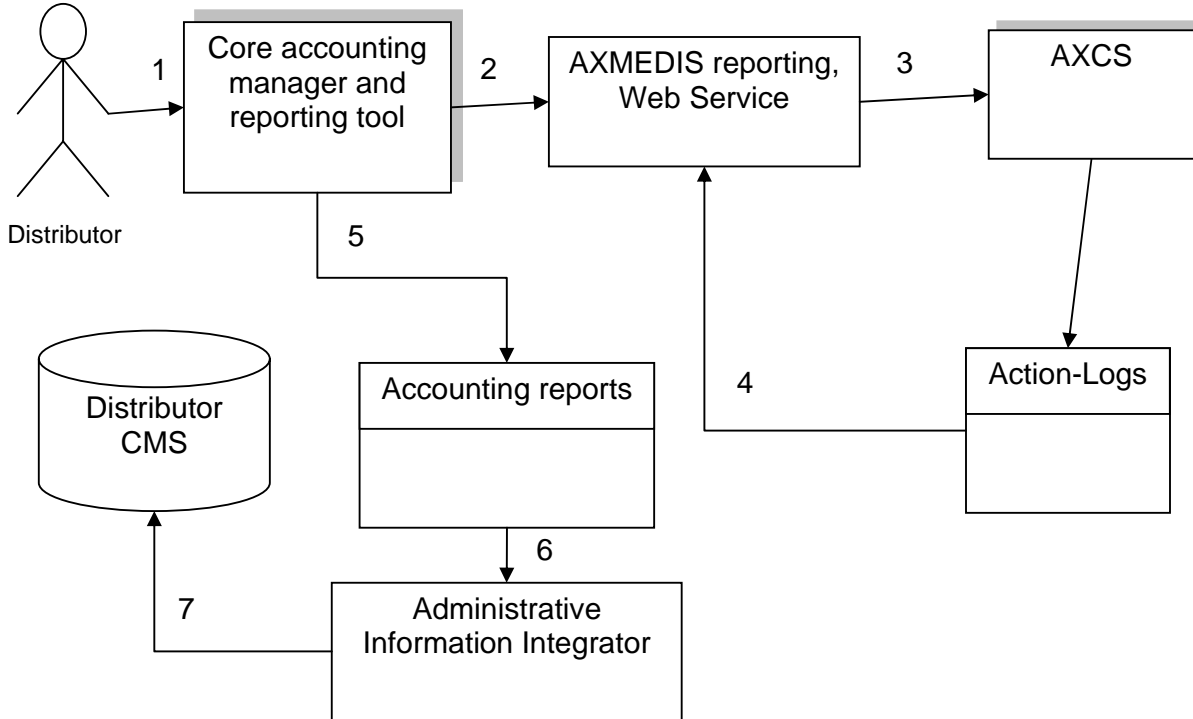 Core accounting
manager and
reporting tool
1
2
AXMEDIS reporting,
Web Service
3
AXCS
Distributor
5
Accounting reports
4
Action-Logs
Distributor
CMS
6
7
Administrative
Information Integrator